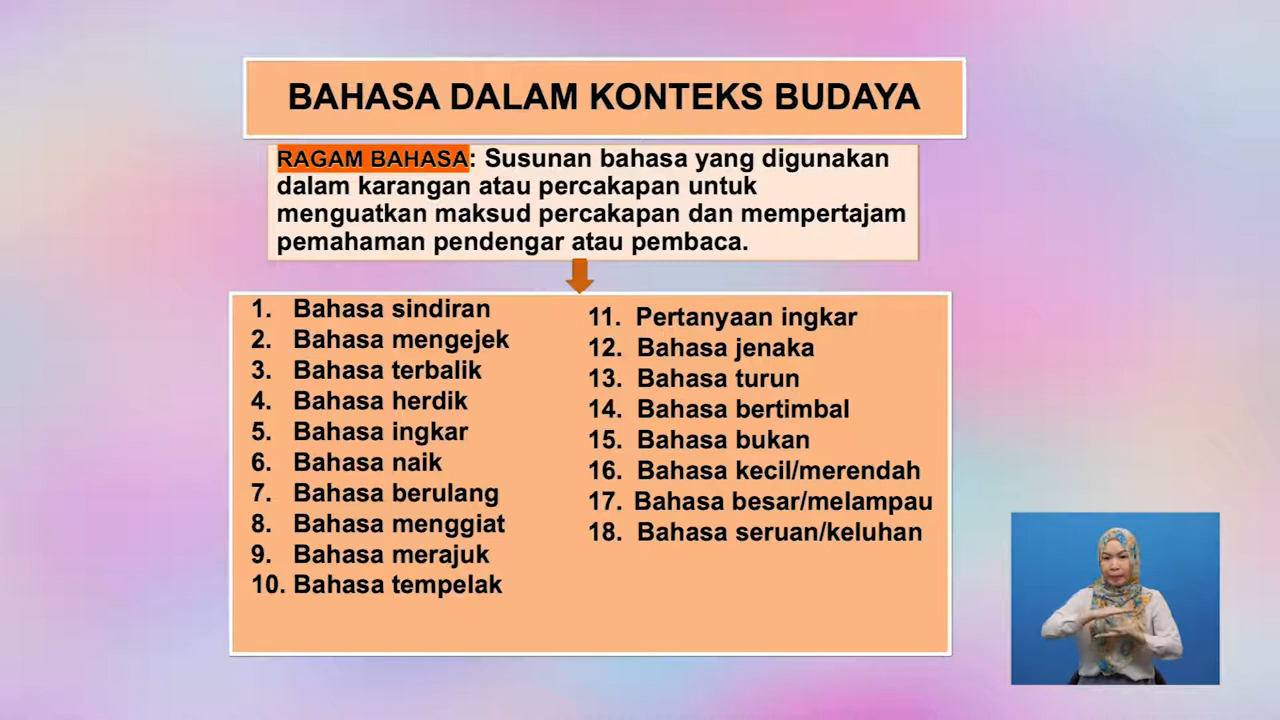 BAHASA DALAM KONTEKS BUDAYA
RAGAM BAHASA: Susunan bahasa yang digunakan
dalam karangan atau percakapan untuk
menguatkan maksud percakapan dan mempertajam
pemahaman pendengar atau pembaca.
1. Bahasa sindiran
2. Bahasa mengejek
3. Bahasa terbalik
4. Bahasa herdik
5. Bahasa ingkar
6. Bahasa naik
7. Bahasa berulang
8. Bahasa menggiat
9. Bahasa merajuk
10. Bahasa tempelak
11. Pertanyaan ingkar
12. Bahasa jenaka
13. Bahasa turun
14. Bahasa bertimbal
15. Bahasa bukan
16. Bahasa kecil/merendah
17. Bahasa besar/melampau
18. Bahasa seruan/keluhan